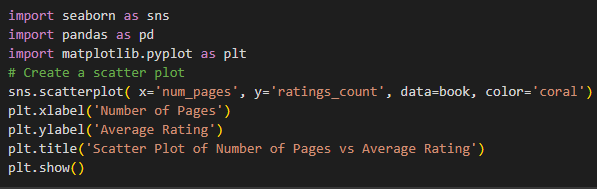 import seaborn as sns
import pandas as pd
import matplotlib.pyplot as plt
# Create a scatter plot
sns.scatterplot( x='num_pages', y='ratings_count', data=book, color='coral')
plt.xlabel('Number of Pages')
plt.ylabel('Average Rating')
plt.title('Scatter Plot of Number of Pages vs Average Rating')
plt.show()